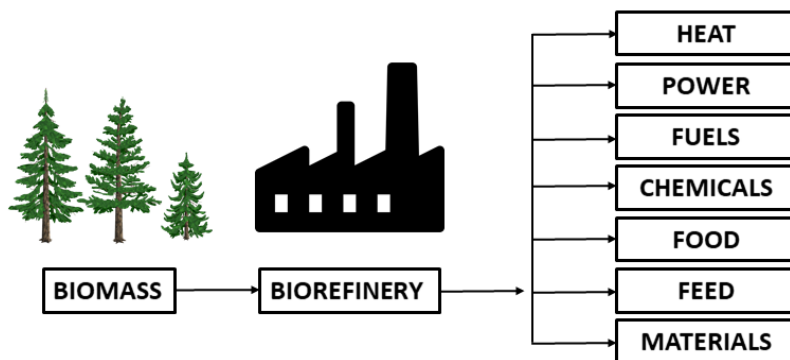 BIOMASS
BIOREFINERY
HEAT
POWER
FUELS
CHEMICALS
FOOD
FEED
MATERIALS